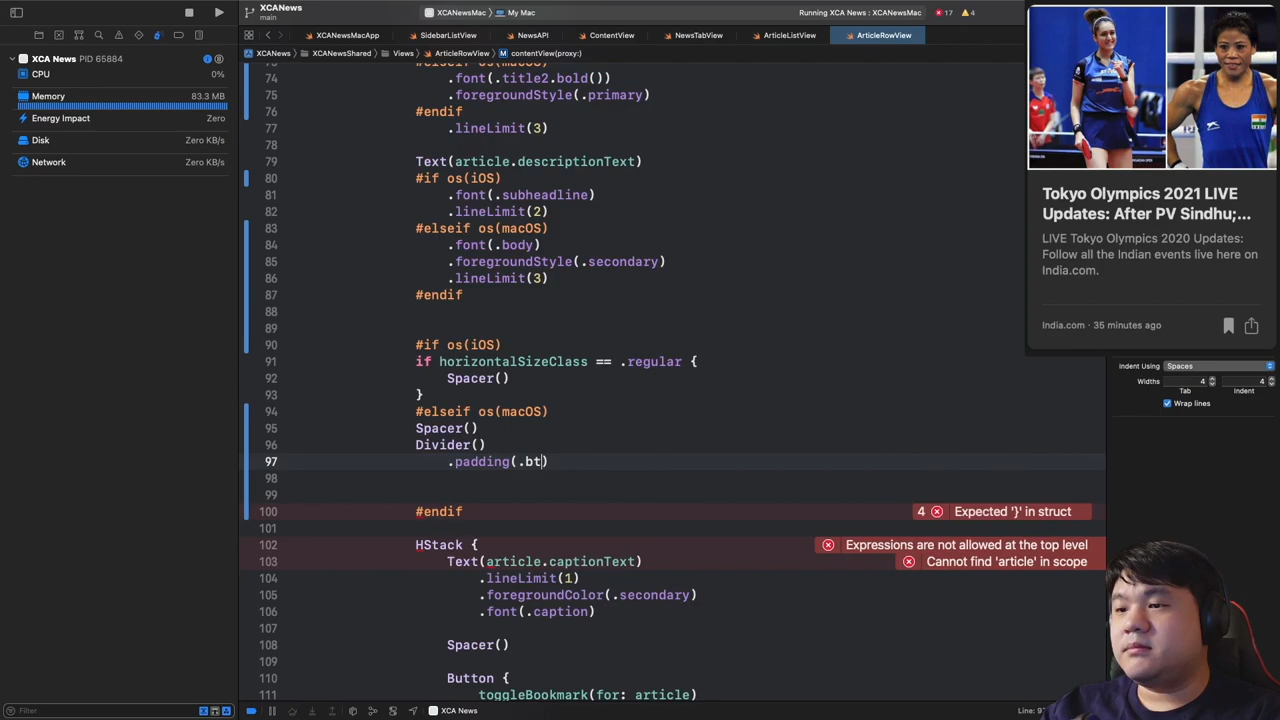 XCANews
main
XCANewsMac
My Mac
Running XCA News : XCANewsMac
17
4
XCANewsMacApp
SidebarListView
NewsAPI
ContentView
NewsTabView
ArticleListView
ArticleRowView
XCANews
XCANewsShared
Views
ArticleRowView
M contentView(proxy:)
XCA News PID 65884
CPU
0%
Memory
83.3 MB
Energy Impact
Zero
Disk
Zero KB/s
Network
Zero KB/s
74 .font(.title2.bold())
75 .foregroundStyle(.primary)
76 #endif
77 .lineLimit(3)
78
79 Text(article.descriptionText)
80 #if os(iOS)
81 .font(.subheadline)
82 .lineLimit(2)
83 #elseif os(macOS)
84 .font(.body)
85 .foregroundStyle(.secondary)
86 .lineLimit(3)
87 #endif
88
89
90 #if os(iOS)
91 if horizontalSizeClass == .regular {
92 Spacer()
93 }
94 #elseif os(macOS)
95 Spacer()
96 Divider()
97 .padding(.bt)
98
99
100 #endif
4 Expected '}' in struct
101
102 HStack {
Expressions are not allowed at the top level
103 Text(article.captionText)
Cannot find 'article' in scope
104 .lineLimit(1)
105 .foregroundColor(.secondary)
106 .font(.caption)
107
108 Spacer()
109
110 Button {
111 toggleBookmark(for: article)
Tokyo Olympics 2021 LIVE
Updates: After PV Sindhu;...
LIVE Tokyo Olympics 2020 Updates:
Follow all the Indian events live here on
India.com.
India.com · 35 minutes ago
Indent Using
Spaces
Widths
4
4
Tab
Indent
Wrap lines
Filter
XCA News